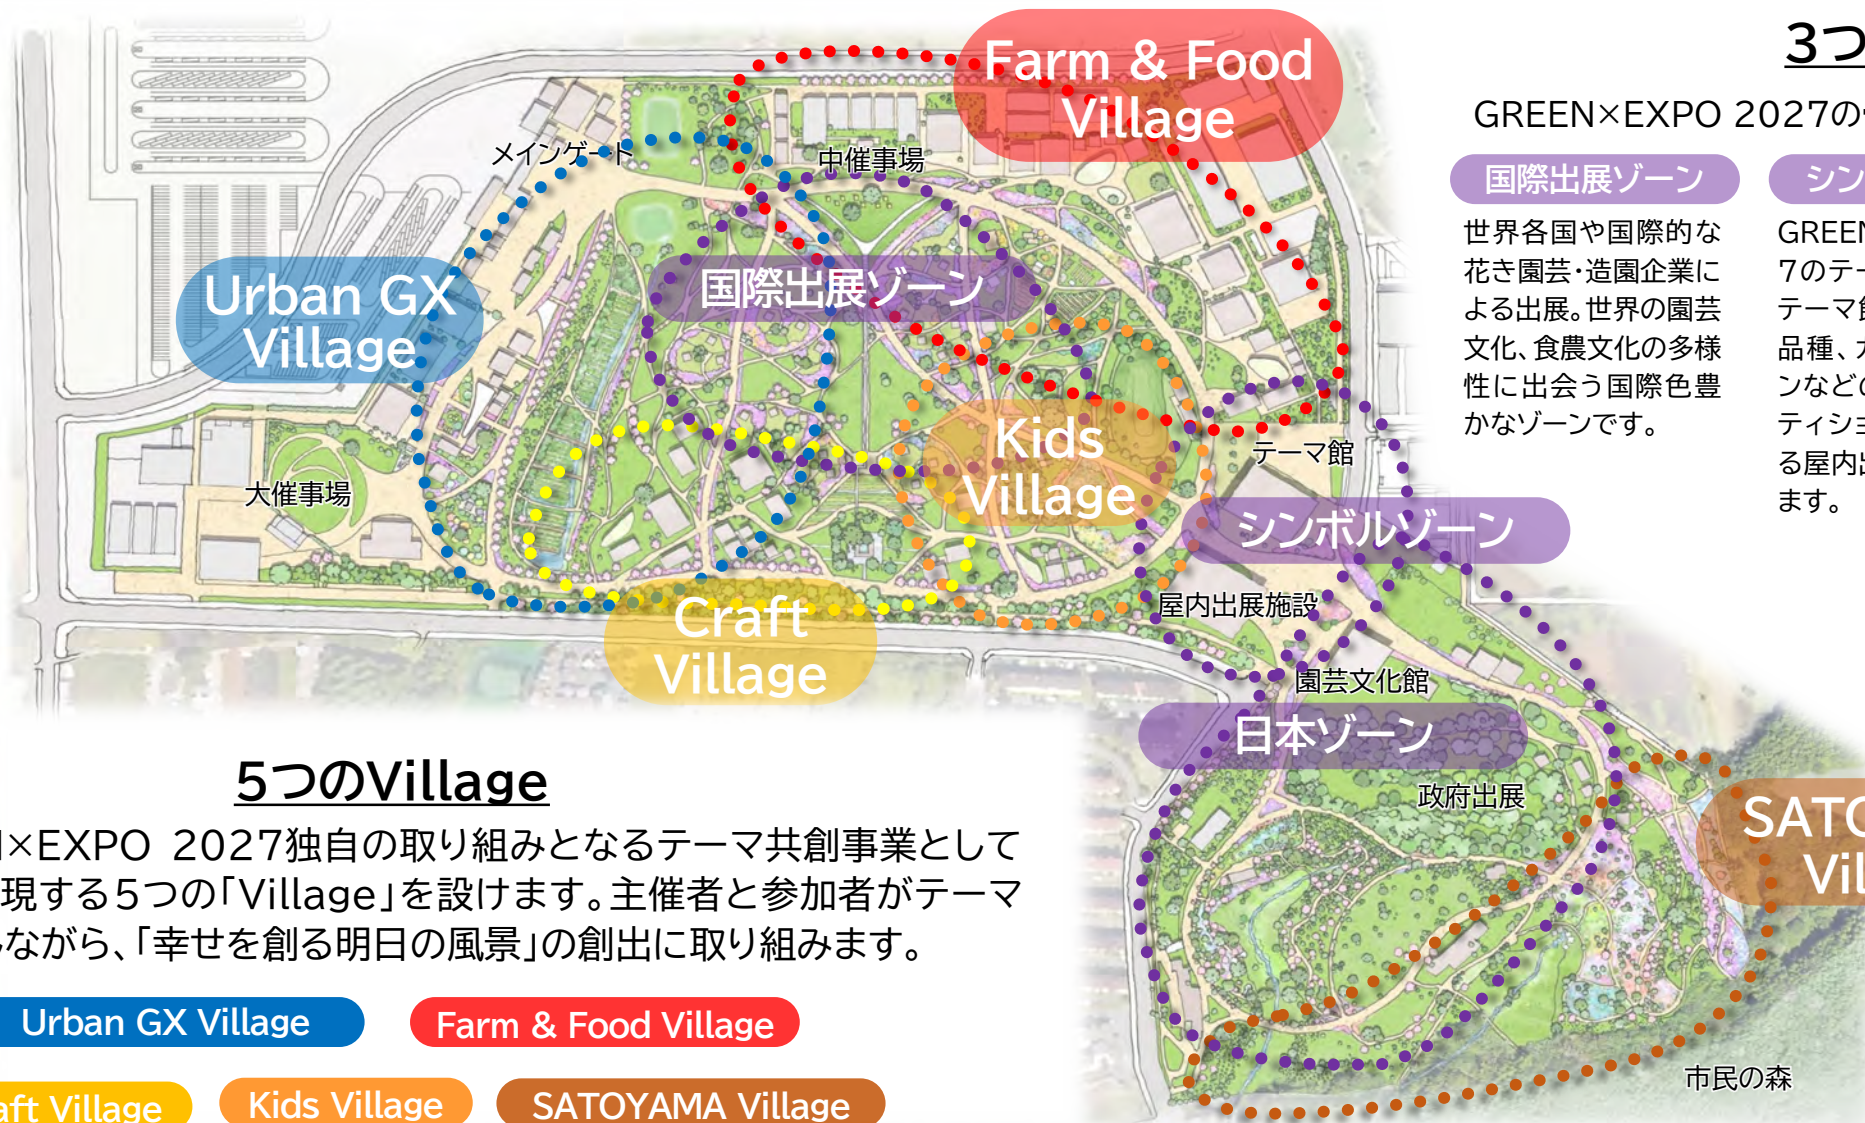 Farm & Food
Village
メインゲート
中催事場
Urban GX
Village
国際出展ゾーン
Kids
Village
テーマ館
大催事場
シンボルゾーン
屋内出展施設
Craft
Village
園芸文化館
日本ゾーン
政府出展
SATO
Vil
市民の森
3つ
GREEN×EXPO 2027の
国際出展ゾーン
世界各国や国際的な
花き園芸・造園企業に
よる出展。世界の園芸
文化、食農文化の多様
性に出会う国際色豊
かなゾーンです。
シン
GREEN
7のテー
テーマ館
品種、
ンなどの
ティショ
る屋内出
ます。
5つのVillage
×EXPO 2027独自の取り組みとなるテーマ共創事業として
現する5つの「Village」を設けます。主催者と参加者がテーマ
ながら、「幸せを創る明日の風景」の創出に取り組みます。
Urban GX Village
Farm & Food Village
aft Village
Kids Village
SATOYAMA Village